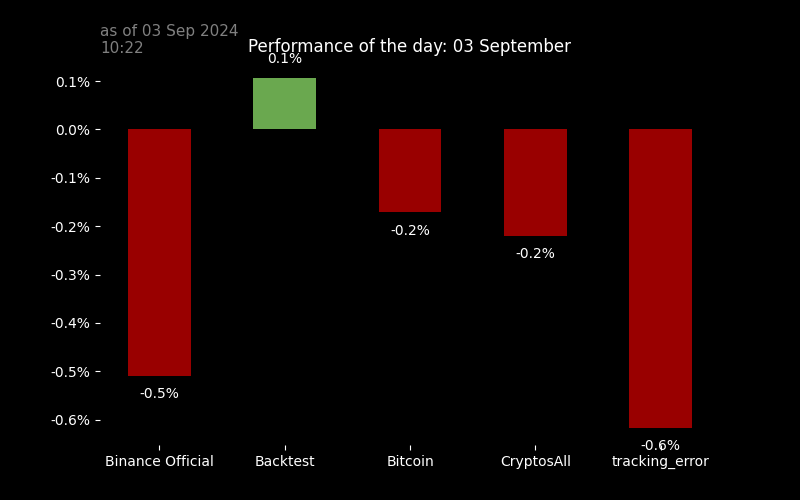 as of 03 Sep 2024
10:22
Performance of the day: 03 September
0.1%
0.1%
0.0%
-0.1%
-0.2%
-0.2%
-0.2%
-0.3%
-0.4%
-0.5%
-0.5%
-0.6%
-0.6%
Binance Official
Backtest
Bitcoin
CryptosAll
tracking_error